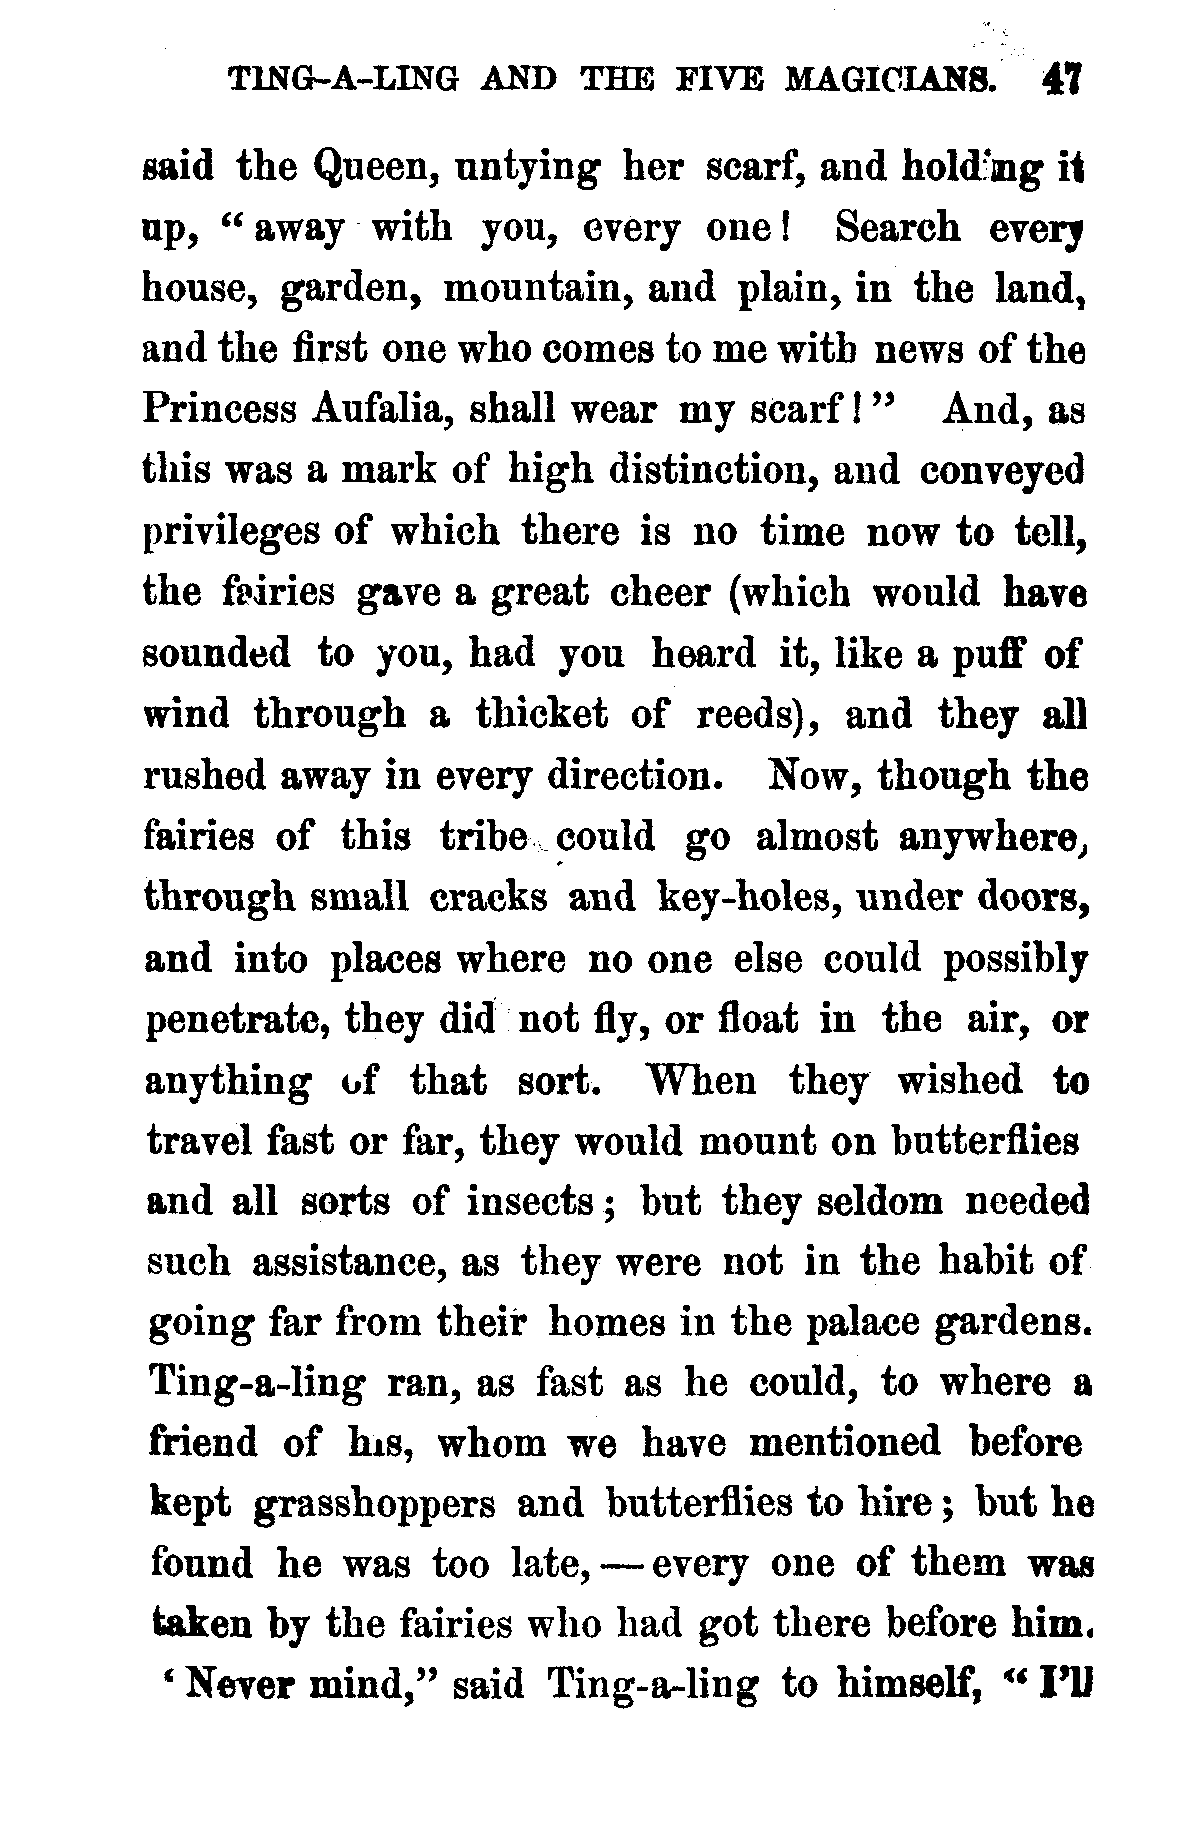 TING-A-LING AND THE FIVE MAGICIANS. 47
said the Queen, untying her scarf, and holding it
up, “away with you, every one! Search every
house, garden, mountain, and plain, in the land,
and the first one who comes to me with news of the
Princess Aufalia, shall wear my scarf!” And, as
this was a mark of high distinction, and conveyed
privileges of which there is no time now to tell,
the fairies gave a great cheer (which would have
sounded to you, had you heard it, like a puff of
wind through a thicket of reeds), and they all
rushed away in every direction. Now, though the
fairies of this tribe could go almost anywhere,
through small cracks and key-holes, under doors,
and into places where no one else could possibly
penetrate, they did not fly, or float in the air, or
anything of that sort. When they wished to
travel fast or far, they would mount on butterflies
and all sorts of insects; but they seldom needed
such assistance, as they were not in the habit of
going far from their homes in the palace gardens.
Ting-a-ling ran, as fast as he could, to where a
friend of his, whom we have mentioned before
kept grasshoppers and butterflies to hire; but he
found he was too late,—every one of them was
taken by the fairies who had got there before him.
‘Never mind,” said Ting-a-ling to himself, “I’ll